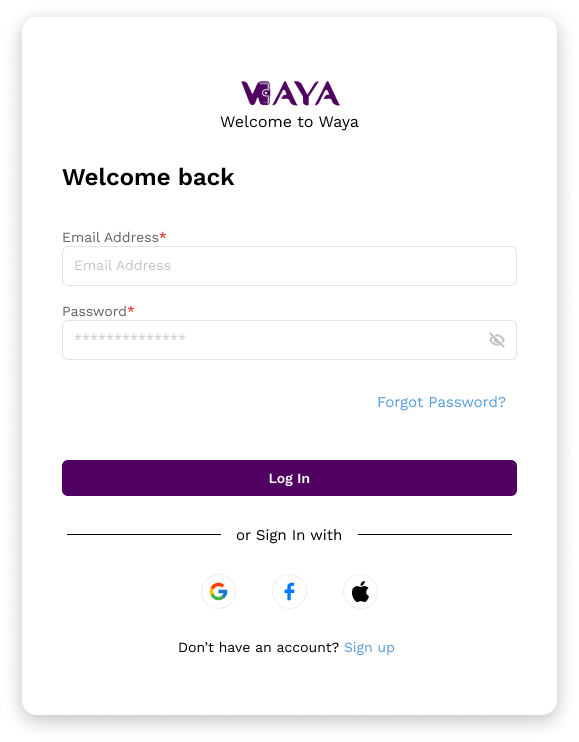 WAYA
Welcome to Waya
Welcome back
Email Address*
Email Address
Password*
**************
Forgot Password?
Log In
or Sign In with
Don’t have an account? Sign up